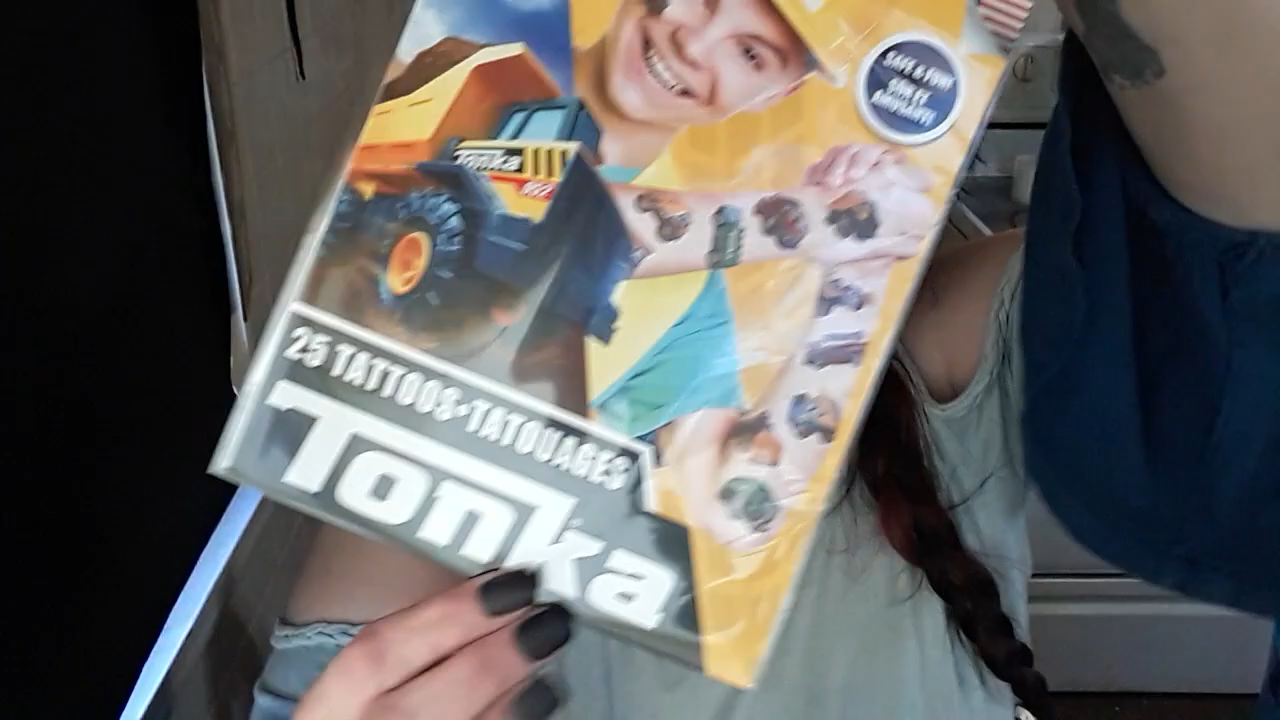 SAFE & FUN!
SÛR ET
AMUSANT!
Tonka
25 TATTOOS•TATOUAGES
Tonka